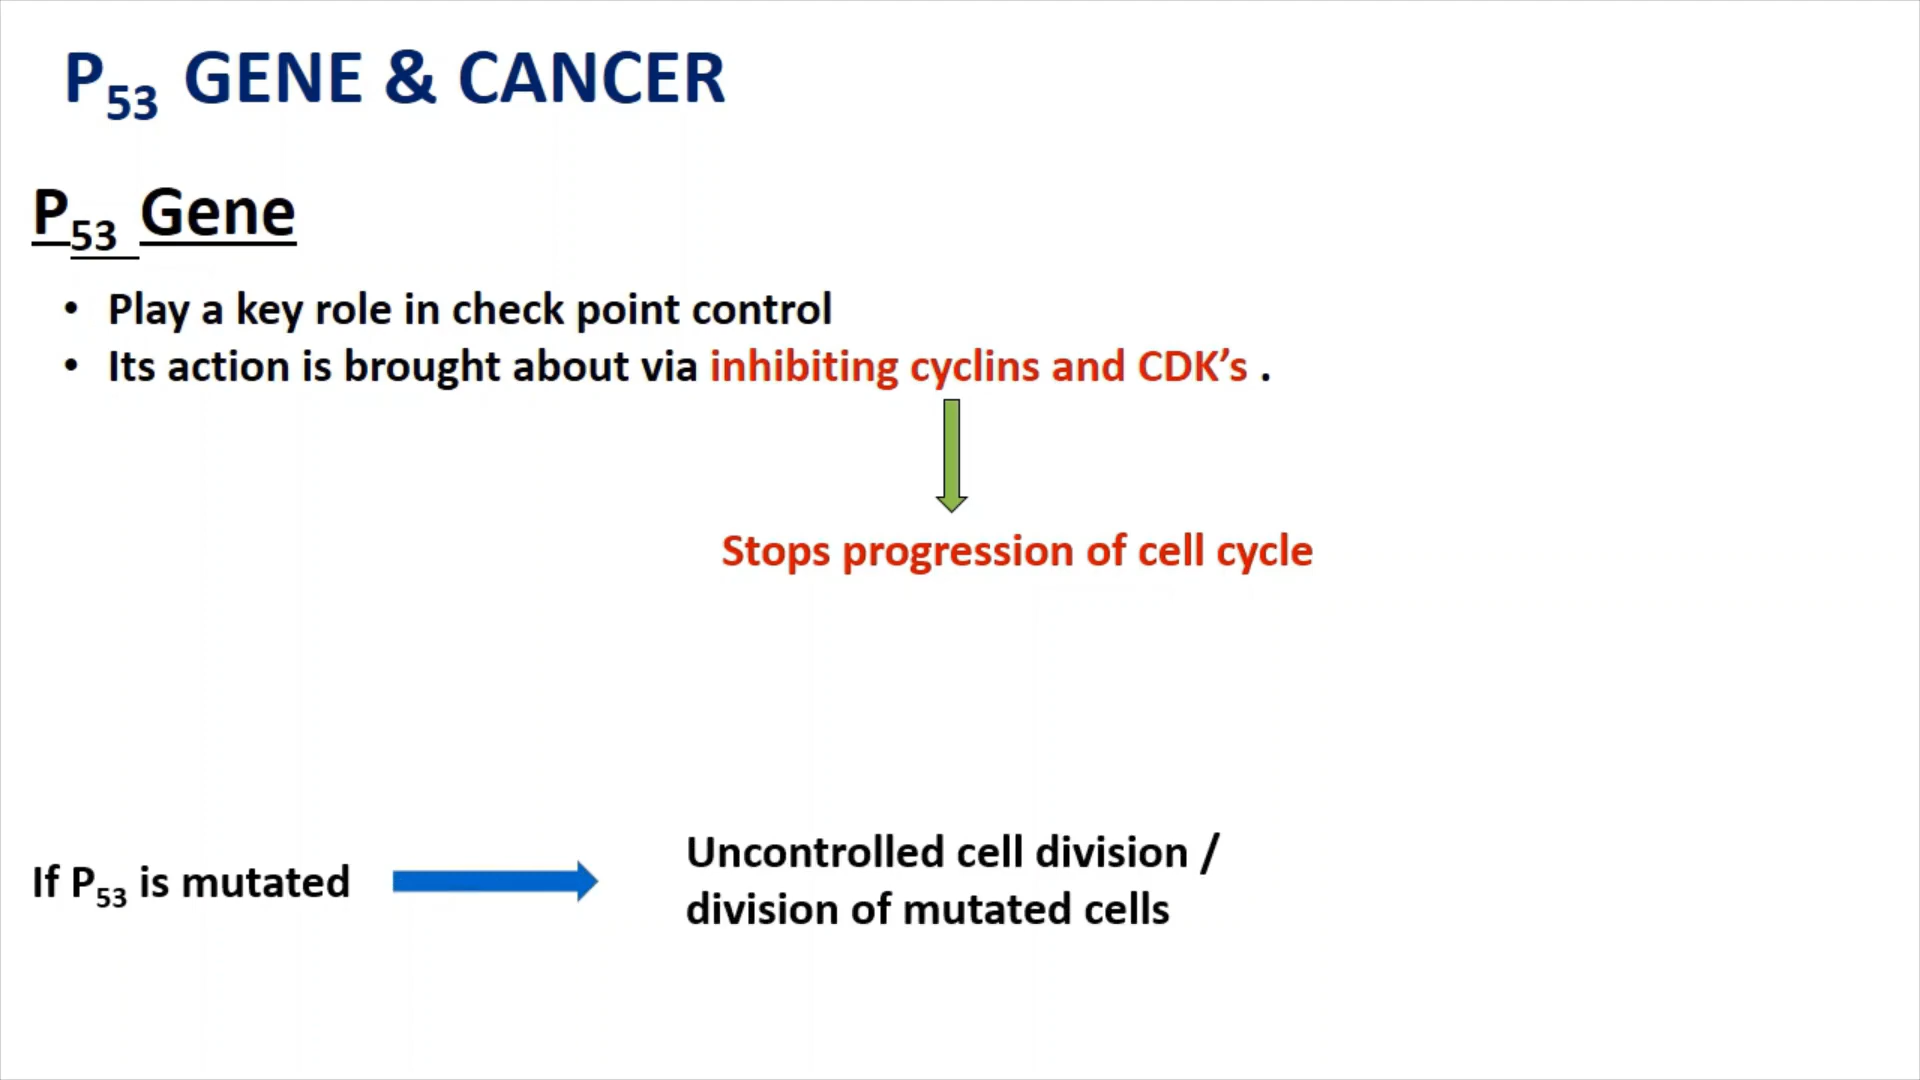 P53 GENE & CANCER
P53 Gene
• Play a key role in check point control
• Its action is brought about via inhibiting cyclins and CDK’s .
Stops progression of cell cycle
If P53 is mutated
Uncontrolled cell division /
division of mutated cells